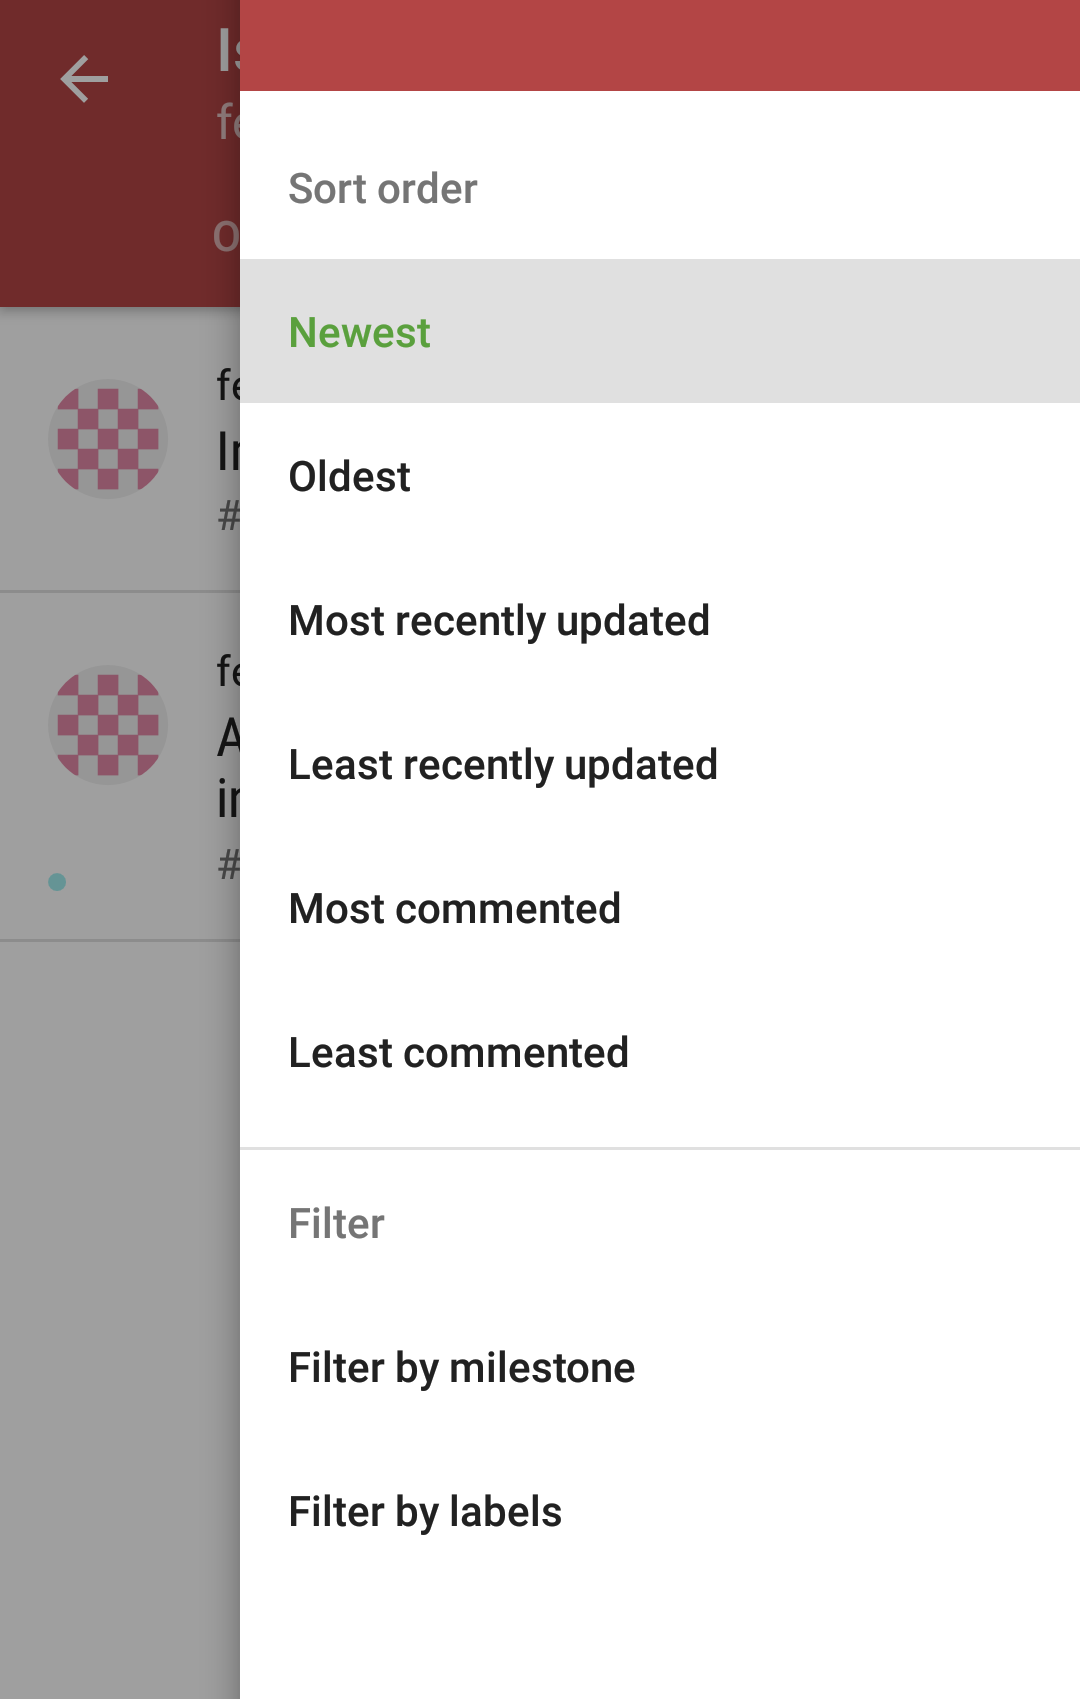 Sort order
Newest
Oldest
Most recently updated
Least recently updated
Most commented
Least commented
Filter
Filter by milestone
Filter by labels